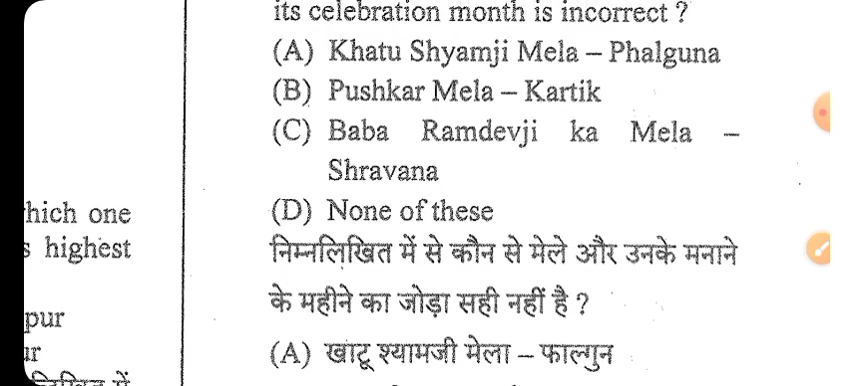 its celebration month is incorrect ?
(A) Khatu Shyamji Mela – Phalguna
(B) Pushkar Mela – Kartik
(C) Baba Ramdevji ka Mela –
Shravana
(D) None of these
निम्नलिखित में से कौन से मेले और उनके मनाने
के महीने का जोड़ा सही नहीं है ?
(A) खाटू श्यामजी मेला – फाल्गुन
hich one
highest
pur
ur